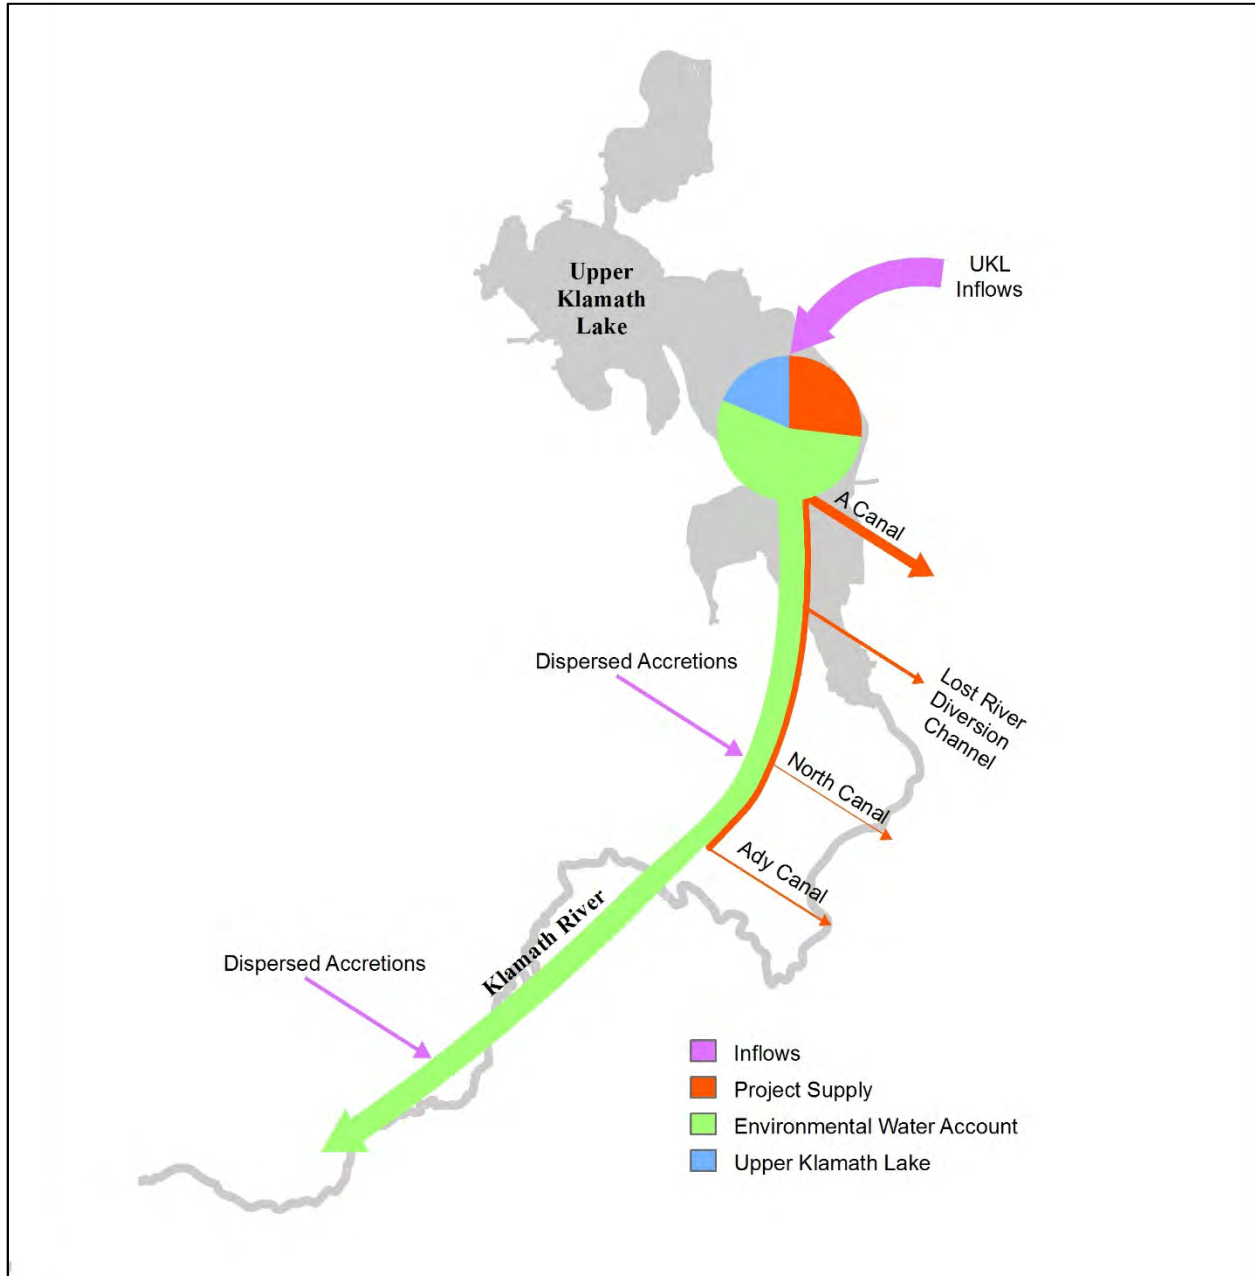 Upper
Klamath
Lake
UKL
Inflows
A Canal
Dispersed Accretions
Lost River
Diversion
Channel
North Canal
Ady Canal
Klamath River
Dispersed Accretions
Inflows
Project Supply
Environmental Water Account
Upper Klamath Lake